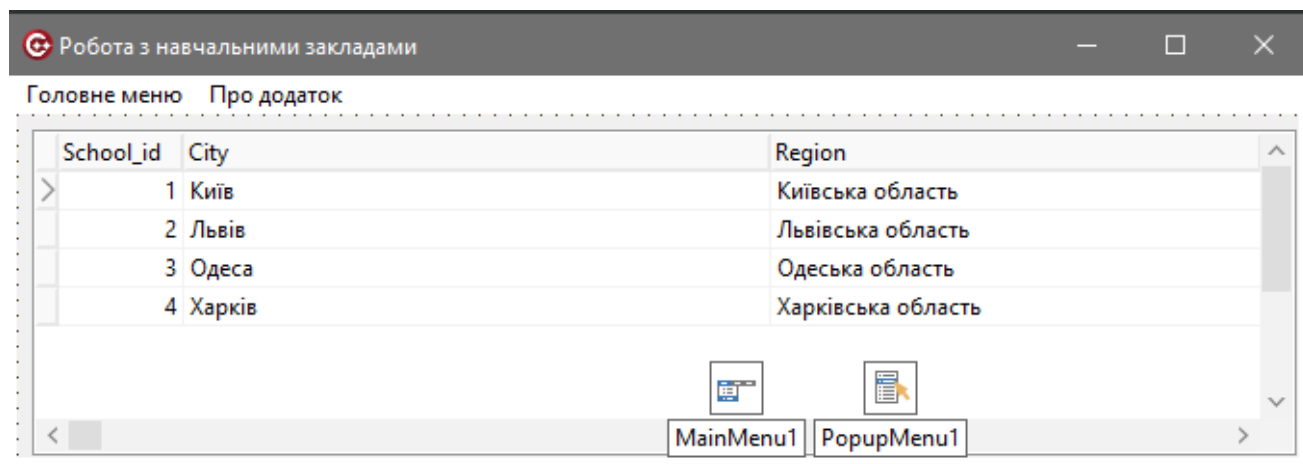 Робота з навчальними закладами
Головне меню Про додаток
School_id City Region
1 Київ Київська область
2 Львів Львівська область
3 Одеса Одеська область
4 Харків Харківська область
MainMenu1 PopupMenu1